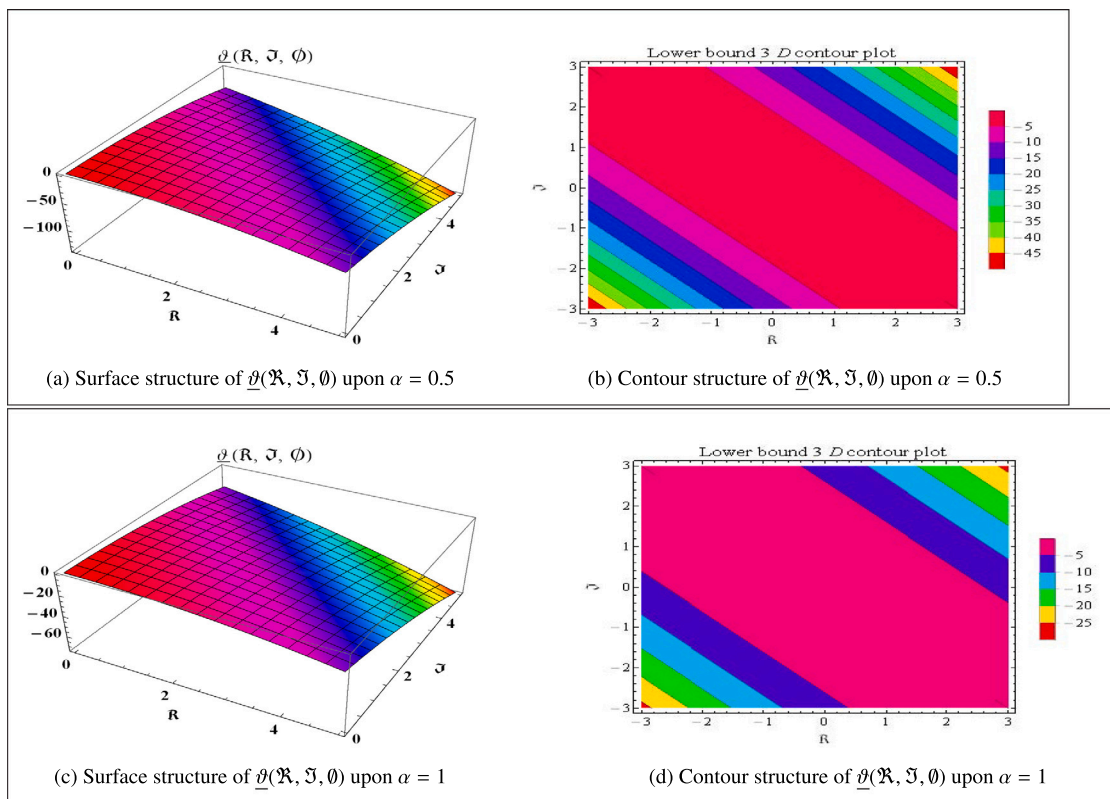 ϑ(ℜ, ℑ, ∅)
0
−50
−100
0
2
4
ℜ
0
2
4
ℑ
(a) Surface structure of ϑ(ℜ, ℑ, ∅) upon α = 0.5
Lower bound 3 D contour plot
3
2
1
0
−1
−2
−3
ℑ
−3 −2 −1 0 1 2 3
ℜ
−5
−10
−15
−20
−25
−30
−35
−40
−45
(b) Contour structure of ϑ(ℜ, ℑ, ∅) upon α = 0.5
ϑ(ℜ, ℑ, ∅)
0
−20
−40
−60
0
2
4
ℜ
0
2
4
ℑ
(c) Surface structure of ϑ(ℜ, ℑ, ∅) upon α = 1
Lower bound 3 D contour plot
3
2
1
0
−1
−2
−3
ℑ
−3 −2 −1 0 1 2 3
ℜ
−5
−10
−15
−20
−25
(d) Contour structure of ϑ(ℜ, ℑ, ∅) upon α = 1